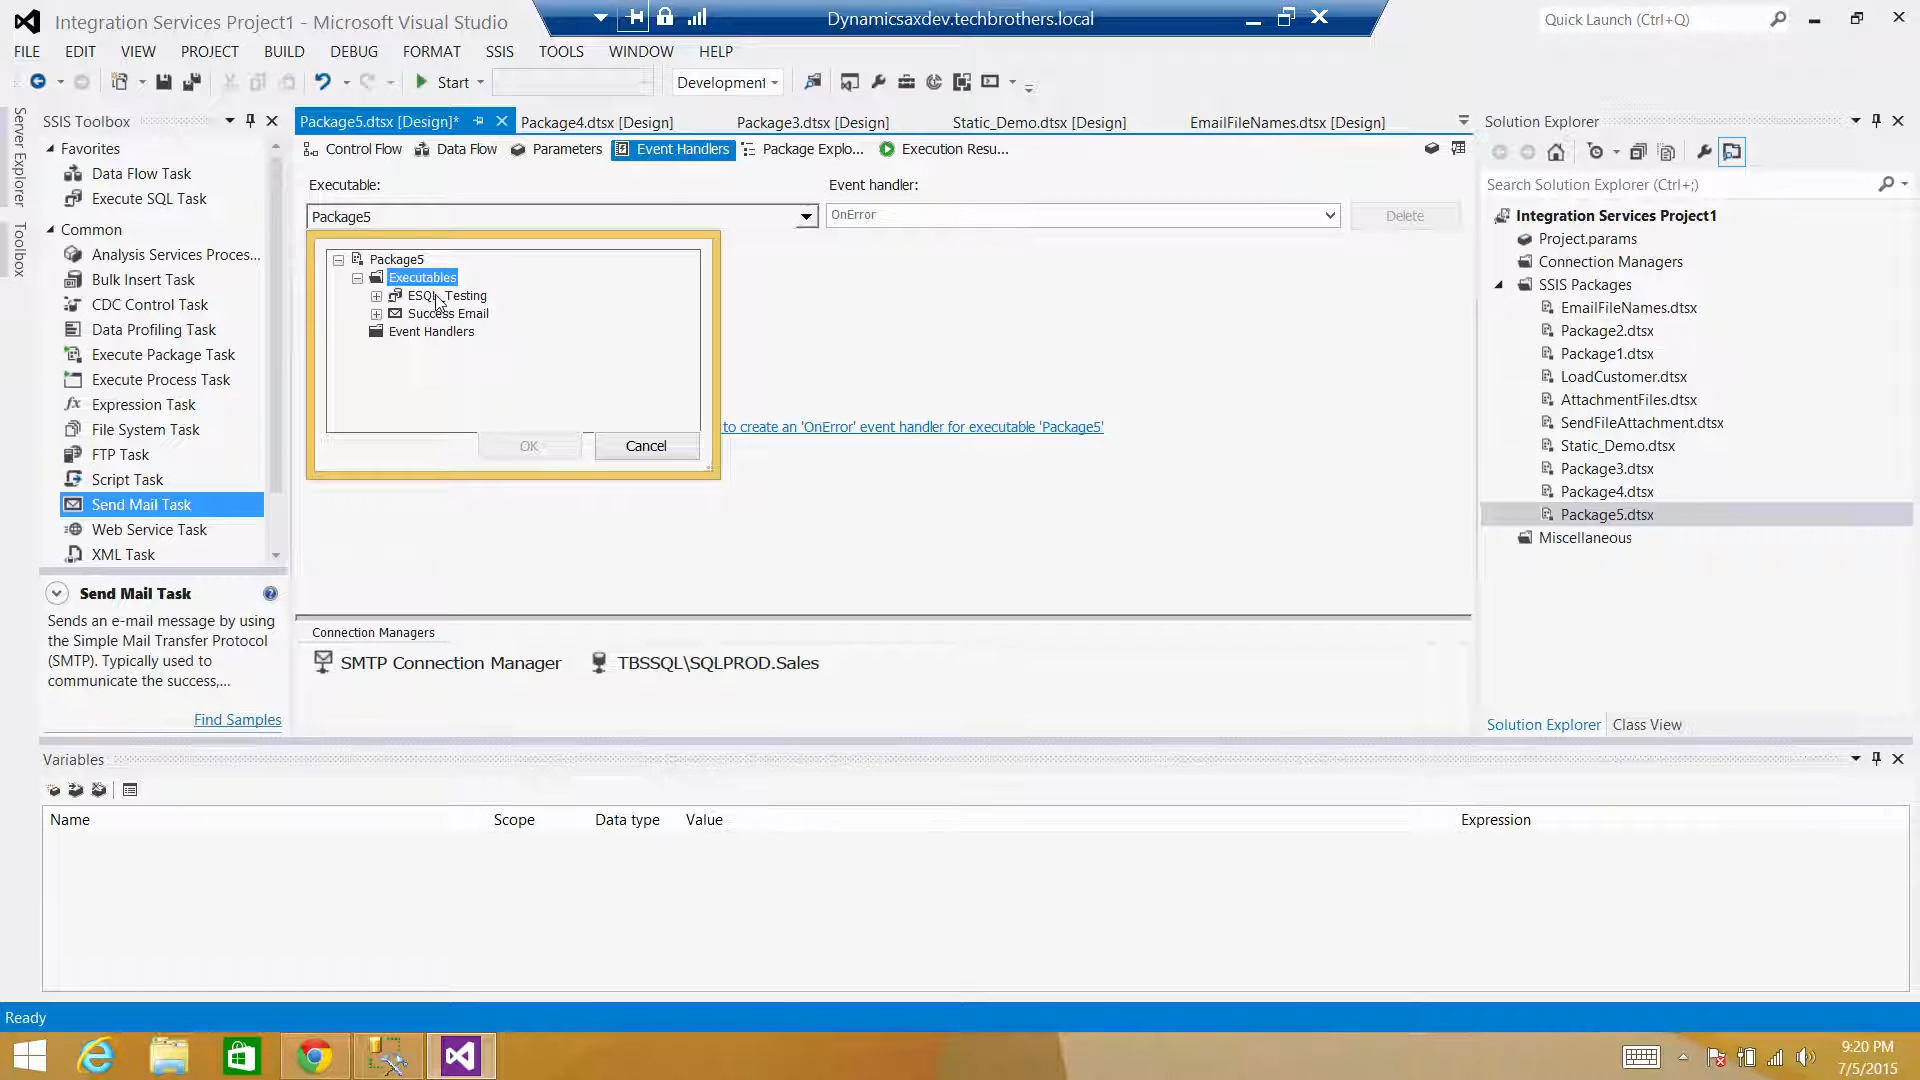 Integration Services Project1 - Microsoft Visual Studio
Dynamicsaxdev.techbrothers.local
Quick Launch (Ctrl+Q)
FILE EDIT VIEW PROJECT BUILD DEBUG FORMAT SSIS TOOLS WINDOW HELP
Start Development
Server Explorer
Toolbox
SSIS Toolbox
Favorites
Data Flow Task
Execute SQL Task
Common
Analysis Services Proces...
Bulk Insert Task
CDC Control Task
Data Profiling Task
Execute Package Task
Execute Process Task
Expression Task
File System Task
FTP Task
Script Task
Send Mail Task
Web Service Task
XML Task
Send Mail Task
Sends an e-mail message by using
the Simple Mail Transfer Protocol
(SMTP). Typically used to
communicate the success,...
Find Samples
Package5.dtsx [Design]* Package4.dtsx [Design] Package3.dtsx [Design] Static_Demo.dtsx [Design] EmailFileNames.dtsx [Design]
Control Flow Data Flow Parameters Event Handlers Package Explo... Execution Resu...
Executable: Event handler:
Package5 OnError Delete
Package5
Executables
Testing
Success Email
Event Handlers
OK Cancel
to create an 'OnError' event handler for executable 'Package5'
Connection Managers
SMTP Connection Manager TBSSQL\SQLPROD.Sales
Solution Explorer
Search Solution Explorer (Ctrl+;)
Integration Services Project1
Project.params
Connection Managers
SSIS Packages
EmailFileNames.dtsx
Package2.dtsx
Package1.dtsx
LoadCustomer.dtsx
AttachmentFiles.dtsx
SendFileAttachment.dtsx
Static_Demo.dtsx
Package3.dtsx
Package4.dtsx
Package5.dtsx
Miscellaneous
Solution Explorer Class View
Variables
Name Scope Data type Value Expression
Ready
9:20 PM
7/5/2015